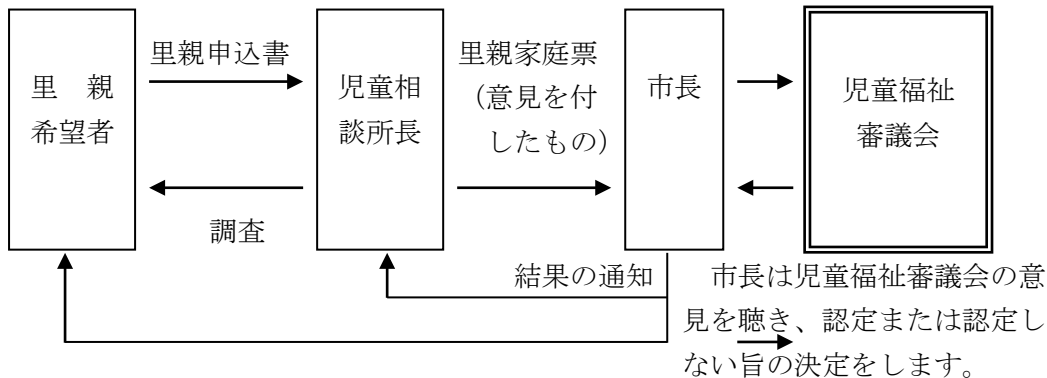 里親申込書
里　親
希望者
児童相
談所長
里親家庭票
（意見を付
したもの）
市長
児童福祉
審議会
調査
結果の通知
市長は児童福祉審議会の意
見を聴き、認定または認定し
ない旨の決定をします。